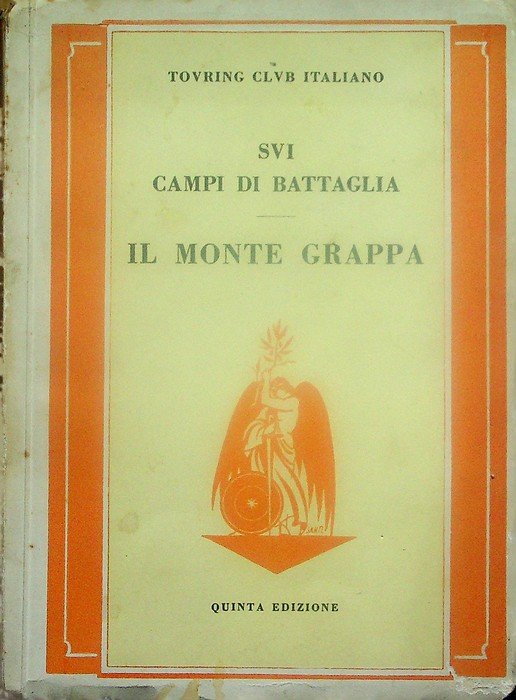 TOVRING CLVB ITALIANO
SVI
CAMPI DI BATTAGLIA
IL MONTE GRAPPA
QUINTA EDIZIONE